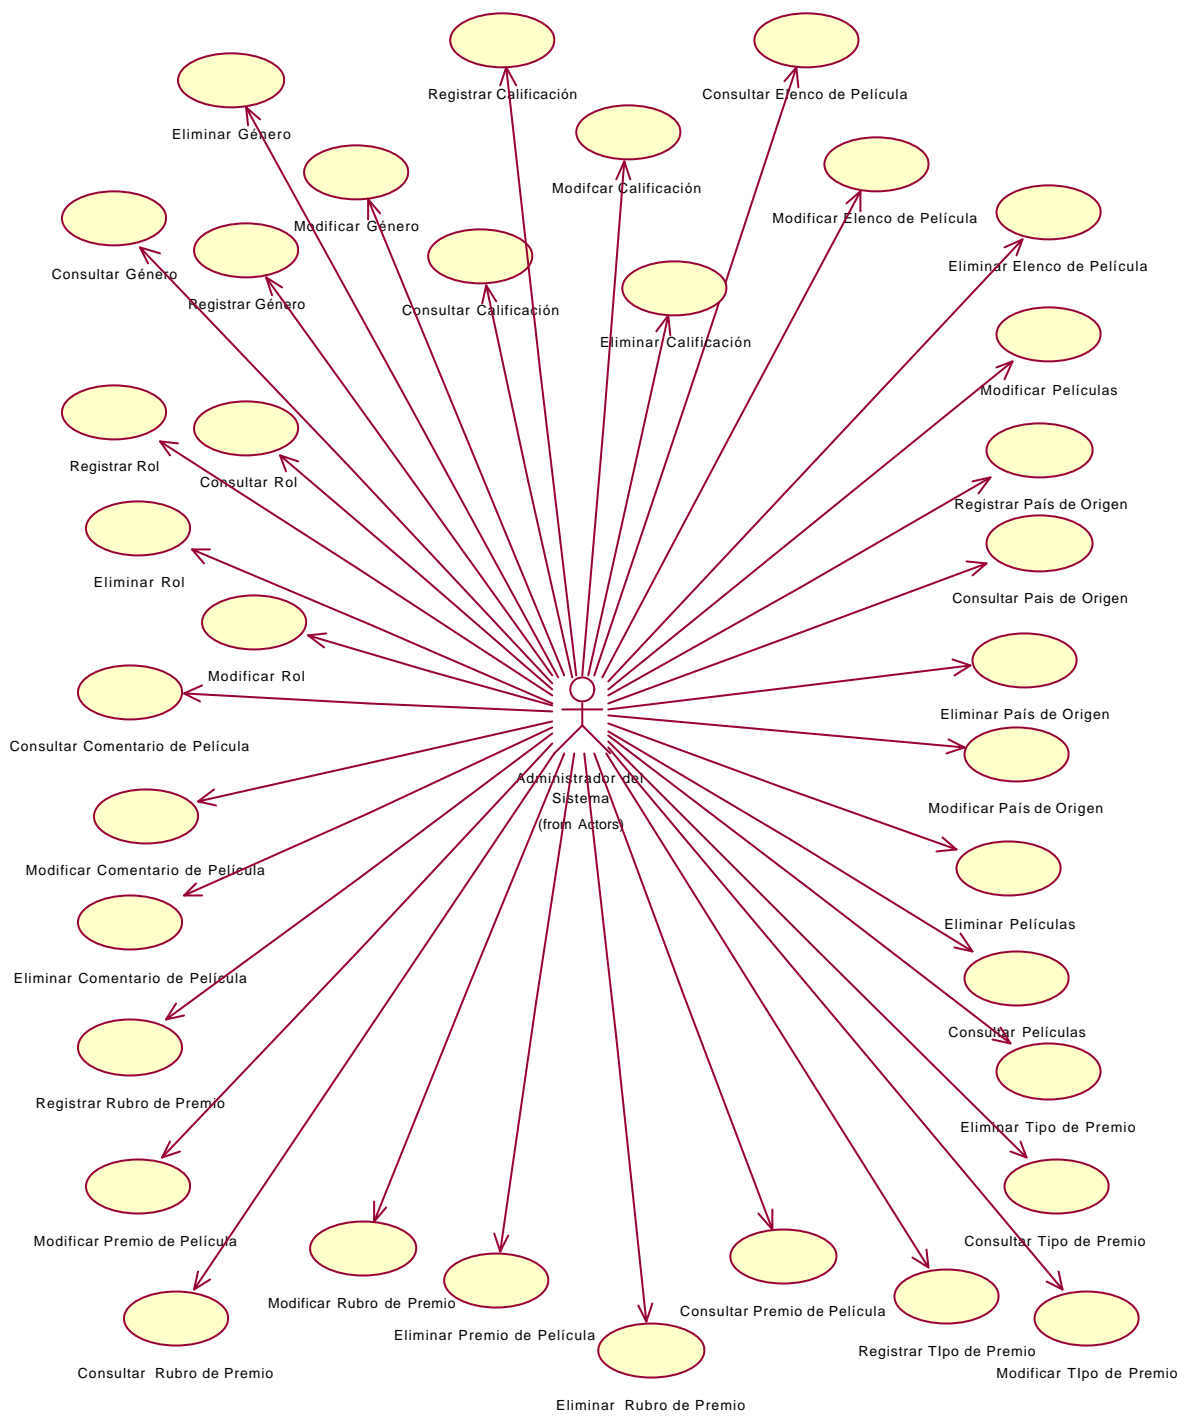 Registrar Calificación
Consultar Elenco de Película
Eliminar Género
Modifcar Calificación
Modificar Género
Modificar Elenco de Película
Consultar Género
Eliminar Elenco de Película
Registrar Género
Consultar Calificación
Eliminar Calificación
Modificar Películas
Registrar Rol
Consultar Rol
Registrar País de Origen
Eliminar Rol
Consultar Pais de Origen
Modificar Rol
Eliminar País de Origen
Consultar Comentario de Película
Administrador del
Sistema
(from Actors)
Modificar País de Origen
Modificar Comentario de Película
Eliminar Películas
Eliminar Comentario de Película
Consultar Películas
Registrar Rubro de Premio
Eliminar Tipo de Premio
Modificar Premio de Película
Consultar Tipo de Premio
Modificar Rubro de Premio
Consultar Premio de Película
Eliminar Premio de Película
Registrar TIpo de Premio
Consultar Rubro de Premio
Modificar TIpo de Premio
Eliminar Rubro de Premio